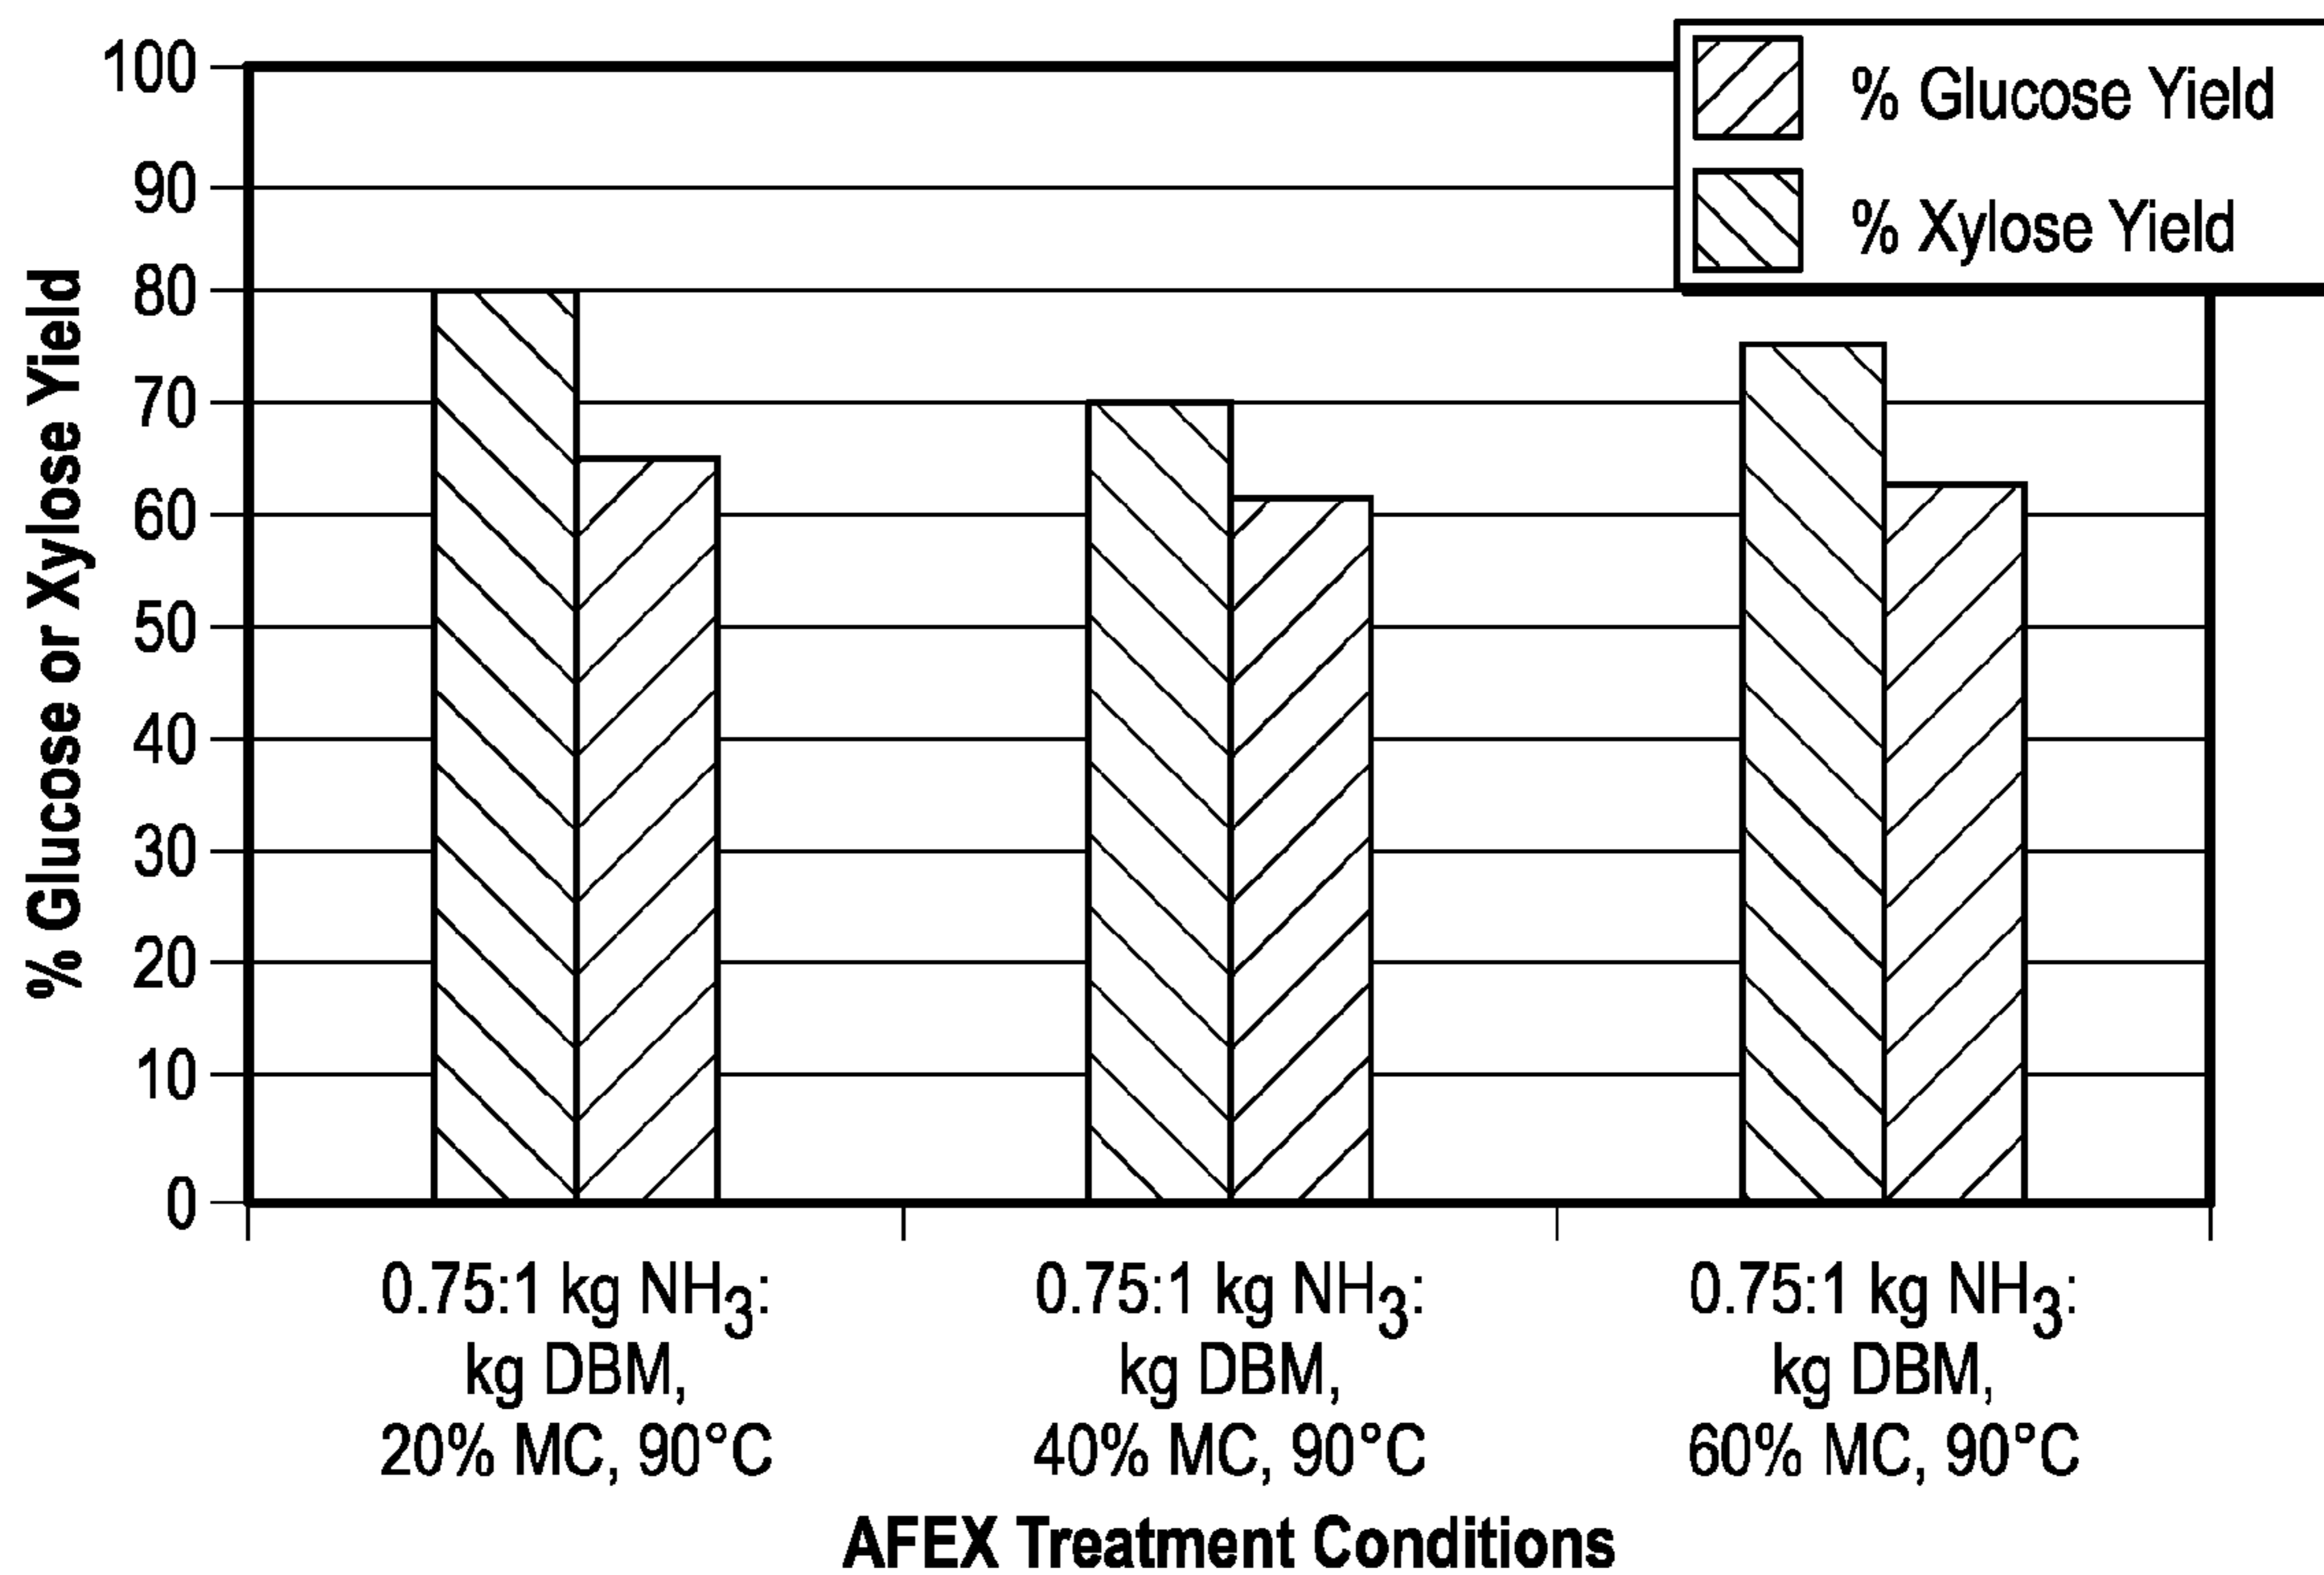 % Glucose Yield
% Xylose Yield
% Glucose or Xylose Yield
100
90
80
70
60
50
40
30
20
10
0
0.75:1 kg NH3:
kg DBM,
20% MC, 90°C
0.75:1 kg NH3:
kg DBM,
40% MC, 90°C
0.75:1 kg NH3:
kg DBM,
60% MC, 90°C
AFEX Treatment Conditions